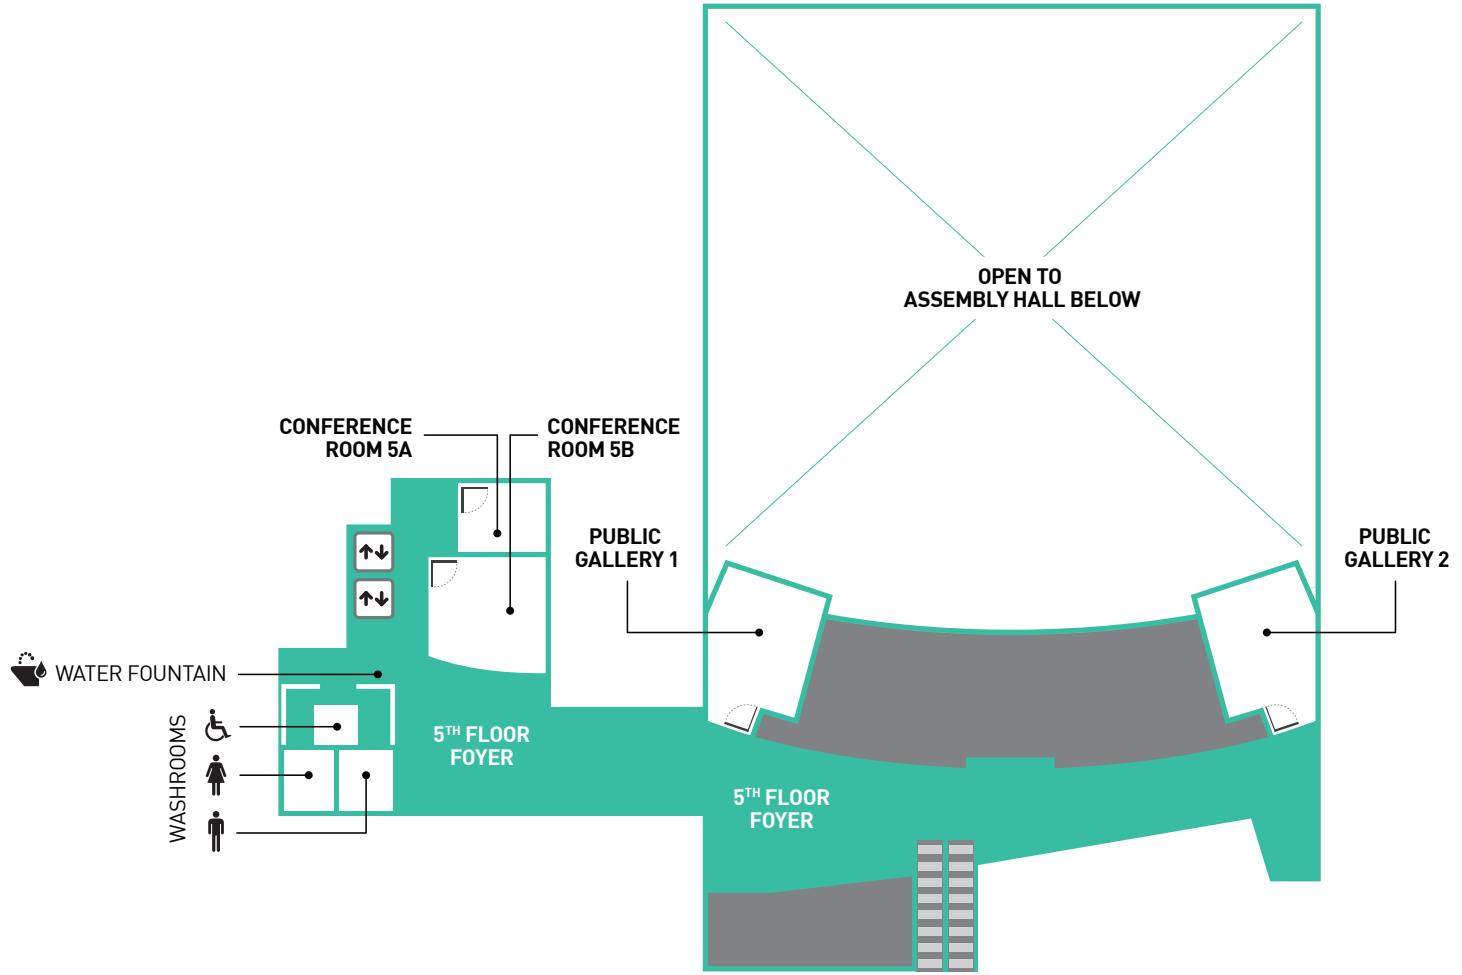 OPEN TO
ASSEMBLY HALL BELOW
CONFERENCE
ROOM 5A
CONFERENCE
ROOM 5B
PUBLIC
GALLERY 1
PUBLIC
GALLERY 2
WATER FOUNTAIN
WASHROOMS
5TH FLOOR
FOYER
5TH FLOOR
FOYER